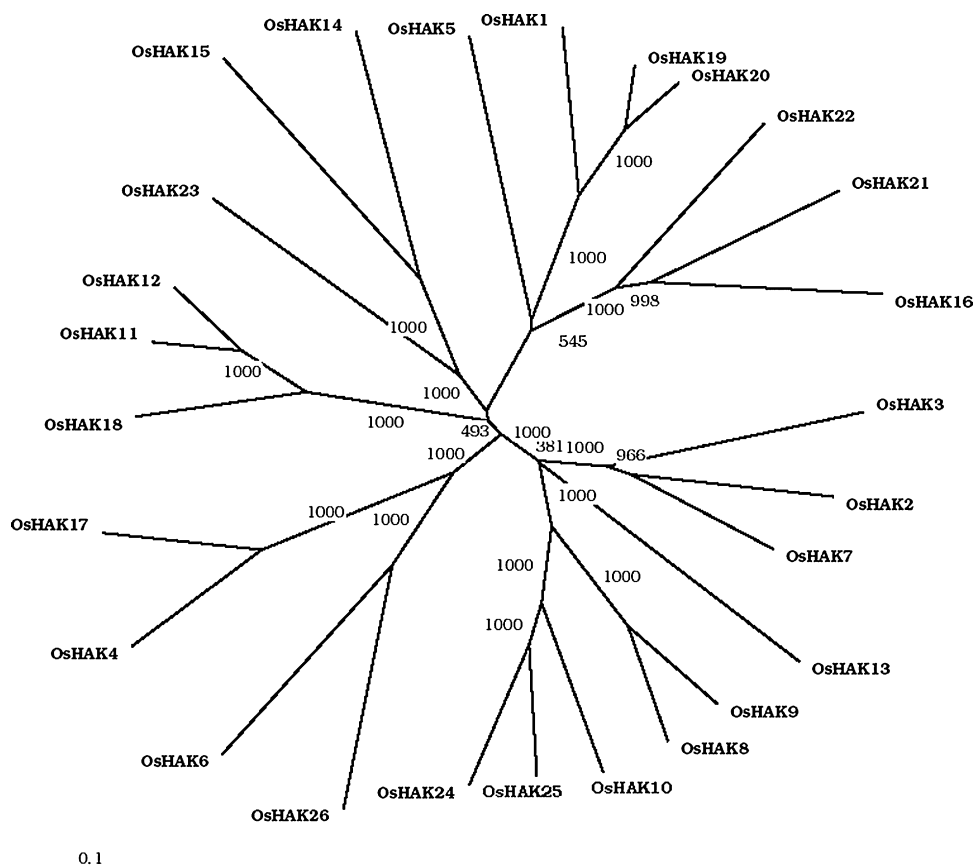 OsHAK1
OsHAK14
OsHAK5
OsHAK15
OsHAK19
OsHAK20
OsHAK22
1000
OsHAK21
OsHAK23
1000
OsHAK12
998
OsHAK16
1000
OsHAK11
1000
545
1000
1000
OsHAK3
1000
OsHAK18
493
1000
381
1000
966
1000
1000
OsHAK2
1000
1000
OsHAK17
OsHAK7
1000
1000
1000
OsHAK4
OsHAK13
OsHAK9
OsHAK8
OsHAK6
OsHAK10
OsHAK24
OsHAK25
OsHAK26
0.1